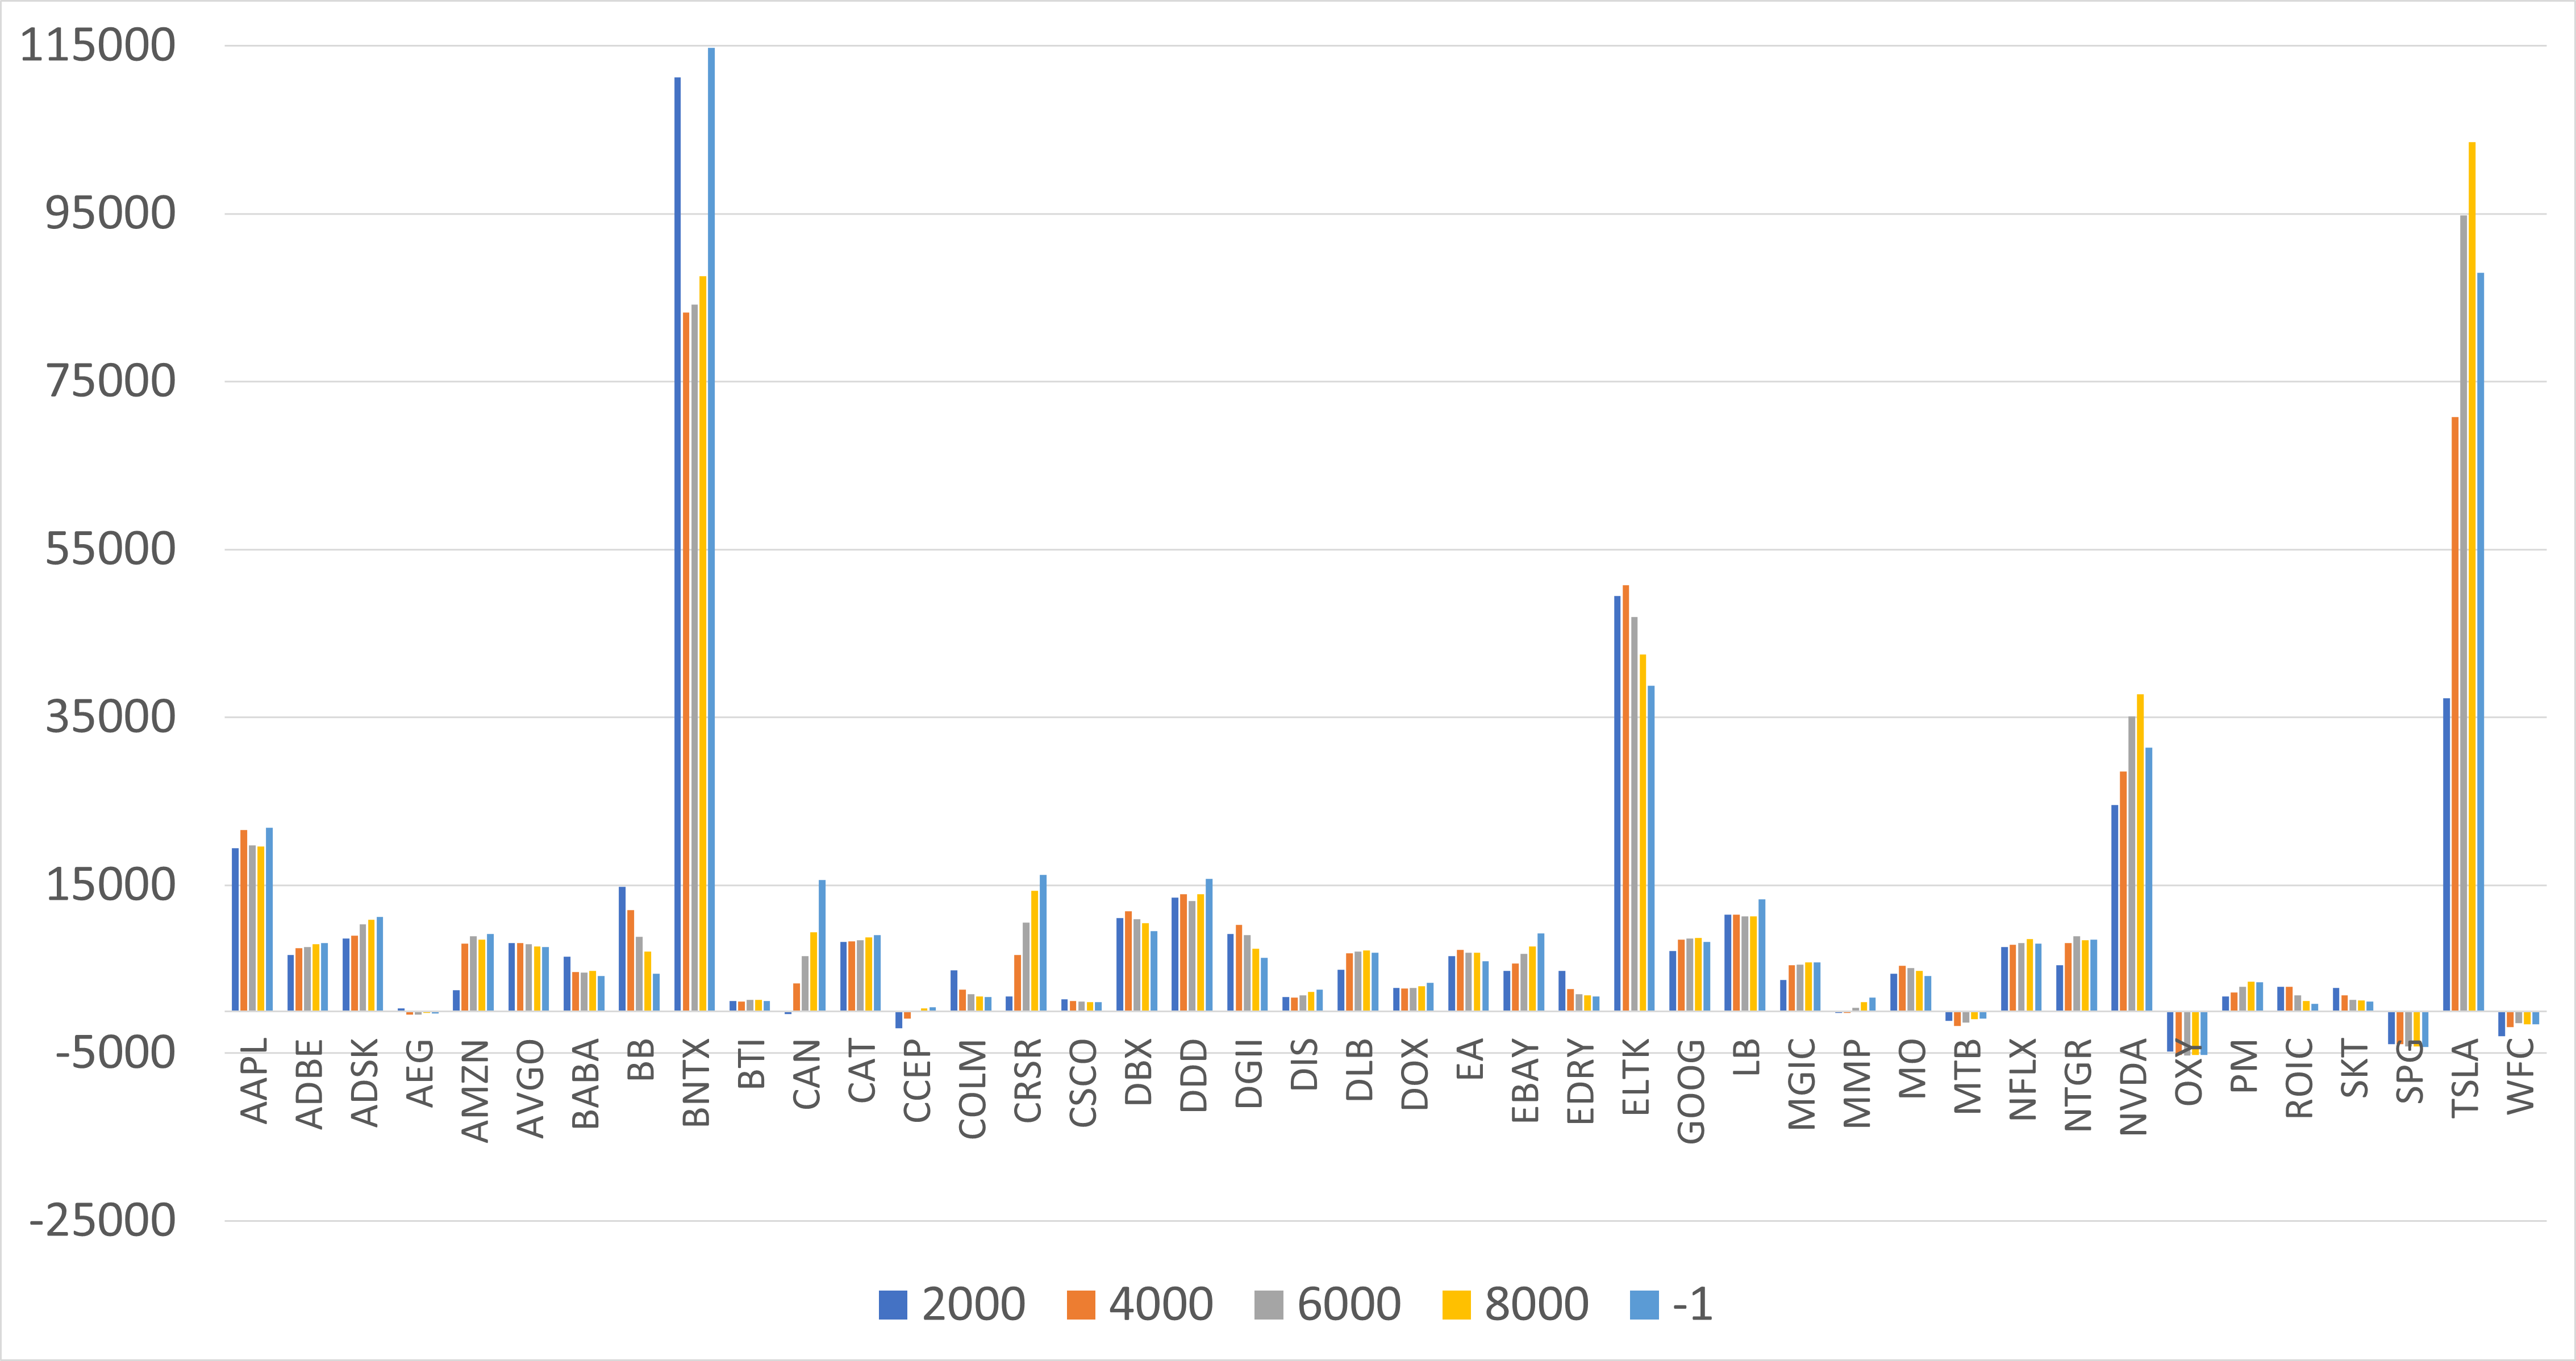 115000
95000
75000
55000
35000
15000
-5000
-25000
AAPL
ADBE
ADSK
AEG
AMZN
AVGO
BABA
BB
BNTX
BTI
CAN
CAT
CCEP
COLM
CRSR
CSCO
DBX
DDD
DGII
DIS
DLB
DOX
EA
EBAY
EDRY
ELTK
GOOG
LB
MGIC
MMP
MO
MTB
NFLX
NTGR
NVDA
OXY
PM
ROIC
SKT
SPG
TSLA
WFC
2000 4000 6000 8000 -1